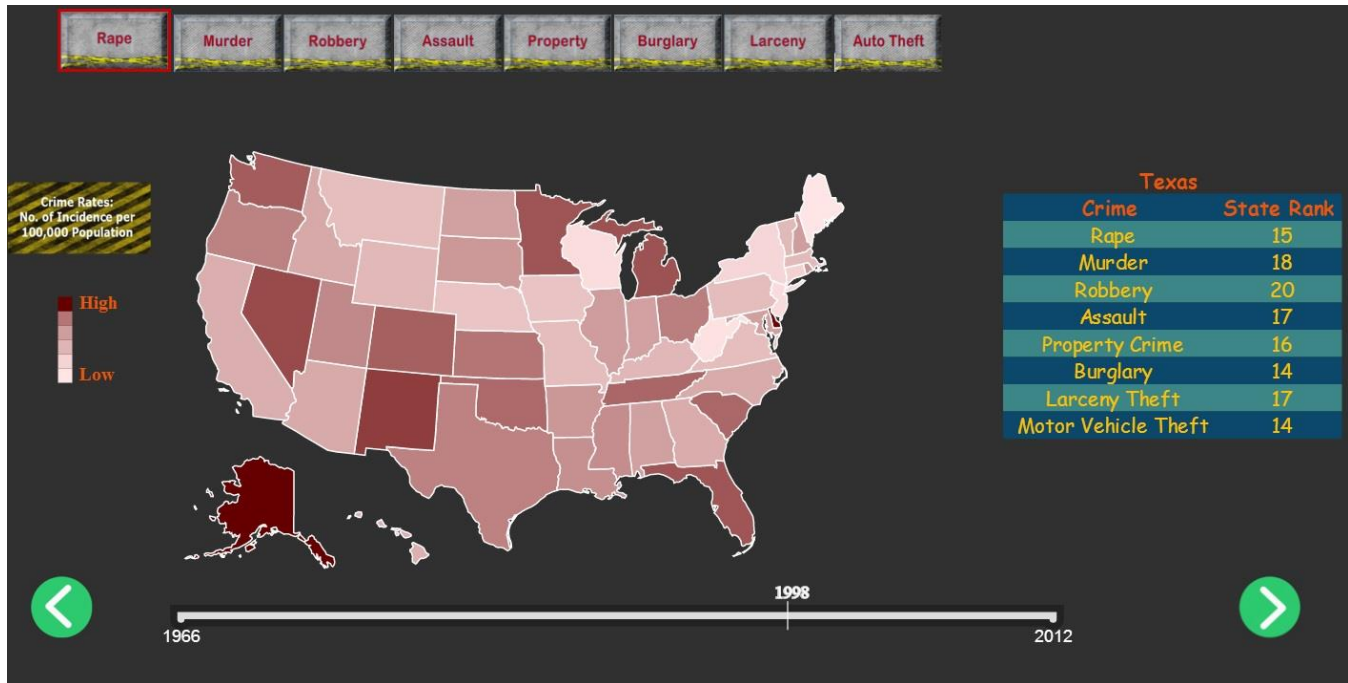 Rape Murder Robbery Assault Property Burglary Larceny Auto Theft
Crime Rates:
No. of Incidence per
100,000 Population
High
Low
Texas
Crime State Rank
Rape 15
Murder 18
Robbery 20
Assault 17
Property Crime 16
Burglary 14
Larceny Theft 17
Motor Vehicle Theft 14
1998
1966 2012